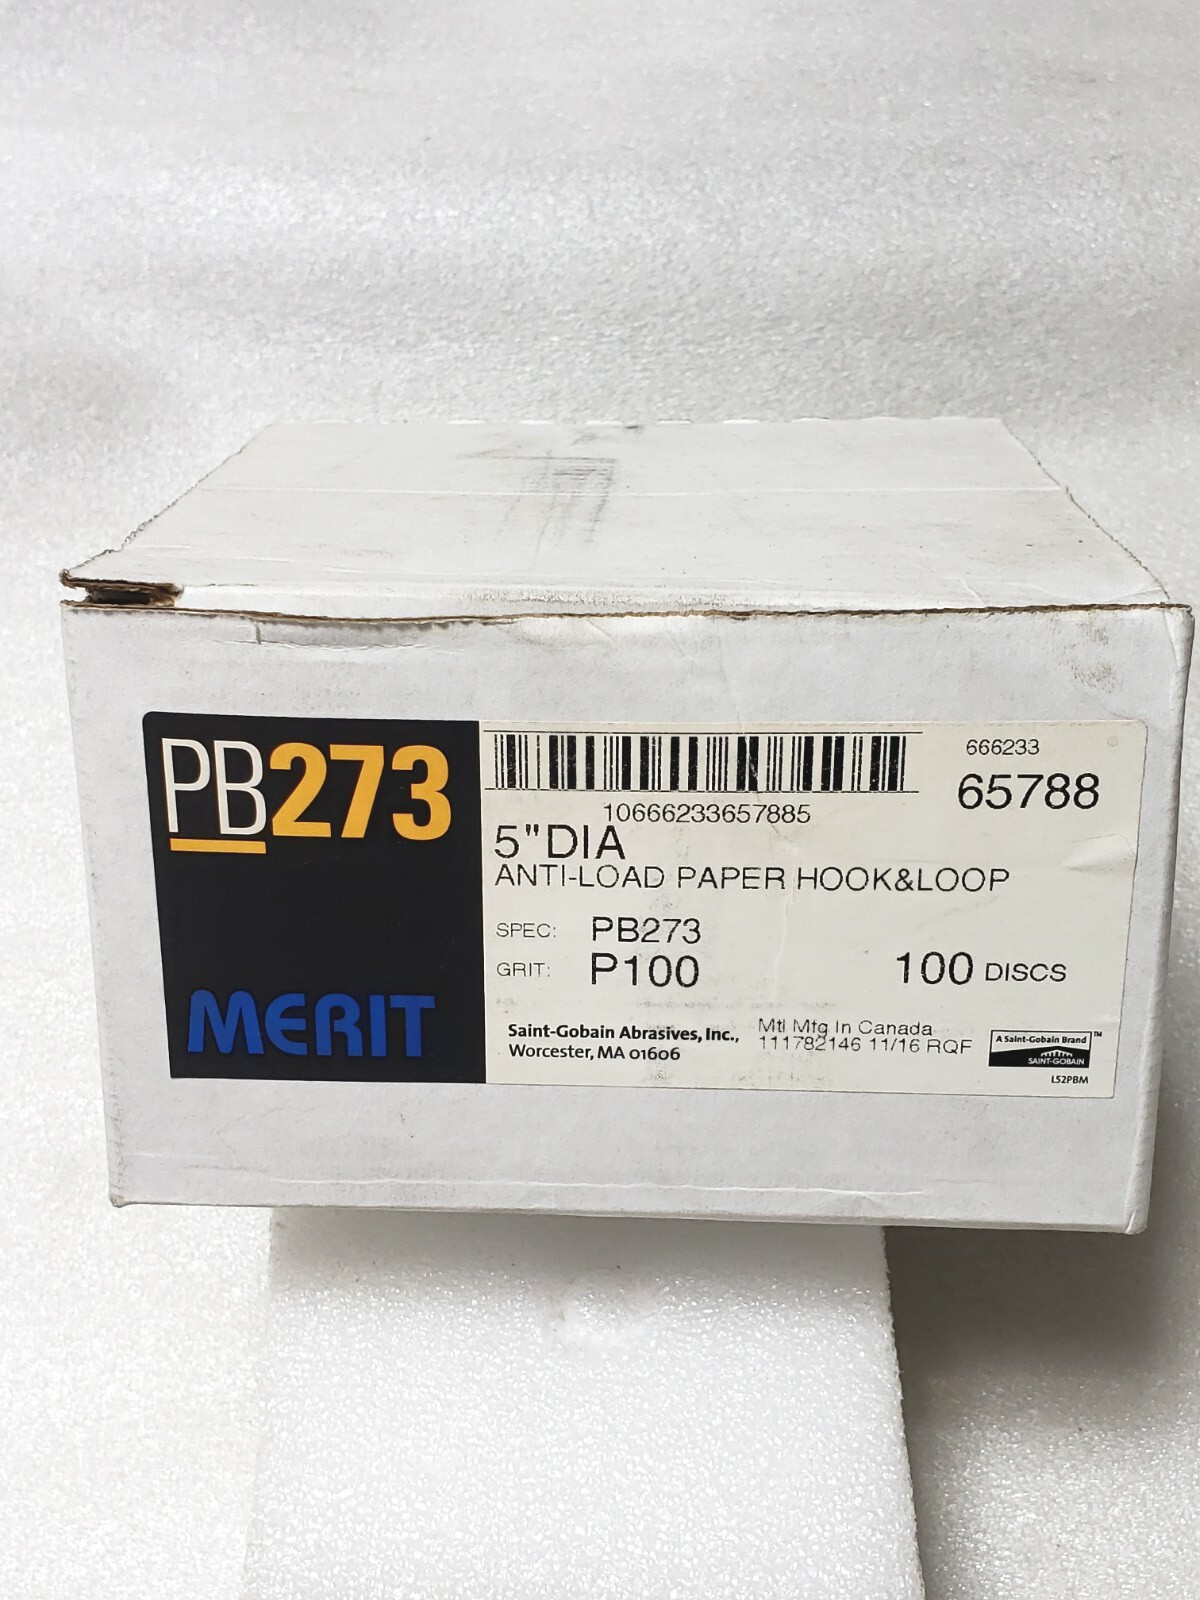 PB273
MERIT
666233
65788
10666233657885
5"DIA
ANTI-LOAD PAPER HOOK&LOOP
SPEC: PB273
GRIT: P100
100 DISCS
Saint-Gobain Abrasives, Inc.,
Worcester, MA 01606
Mtl Mfg In Canada
111782146 11/16 RQF
A Saint-Gobain Brand ™
SAINT-GOBAIN
LS2PBM